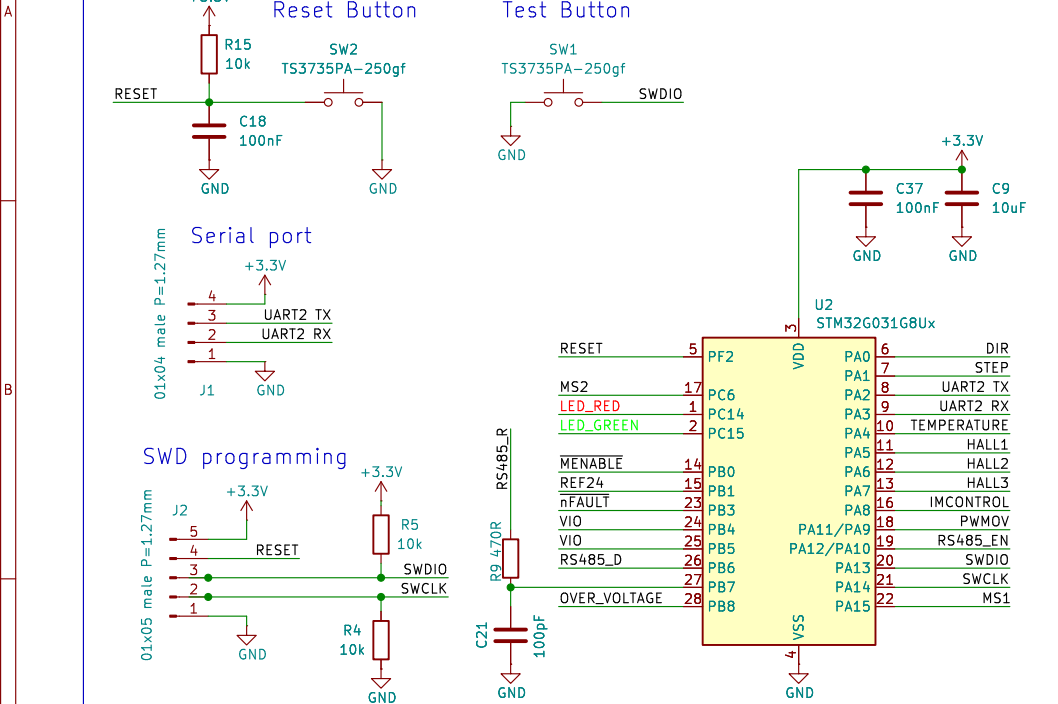 A
Reset Button
Test Button
R15
10k
SW2
TS3735PA-250gf
SW1
TS3735PA-250gf
RESET
SWDIO
C18
100nF
GND
GND
GND
+3.3V
C37
100nF
C9
10uF
GND
GND
Serial port
01x04 male P=1.27mm
+3.3V
4
3
UART2 TX
2
UART2 RX
1
J1
GND
B
U2
STM32G031G8Ux
3
VDD
RESET
5
PF2
MS2
17
PC6
LED_RED
1
PC14
LED_GREEN
2
PC15
MENABLE
14
PB0
REF24
15
PB1
nFAULT
23
PB3
VIO
24
PB4
VIO
25
PB5
RS485_D
26
PB6
27
PB7
OVER_VOLTAGE
28
PB8
PA0
6
DIR
PA1
7
STEP
PA2
8
UART2 TX
PA3
9
UART2 RX
PA4
10
TEMPERATURE
PA5
11
HALL1
PA6
12
HALL2
PA7
13
HALL3
PA8
16
IMCONTROL
PA11/PA9
18
PWMOV
PA12/PA10
19
RS485_EN
PA13
20
SWDIO
PA14
21
SWCLK
PA15
22
MS1
VSS
4
GND
SWD programming
01x05 male P=1.27mm
J2
+3.3V
+3.3V
5
4
RESET
3
SWDIO
2
SWCLK
1
GND
R5
10k
R4
10k
GND
RS485_R
R9 470R
C21
100pF
GND